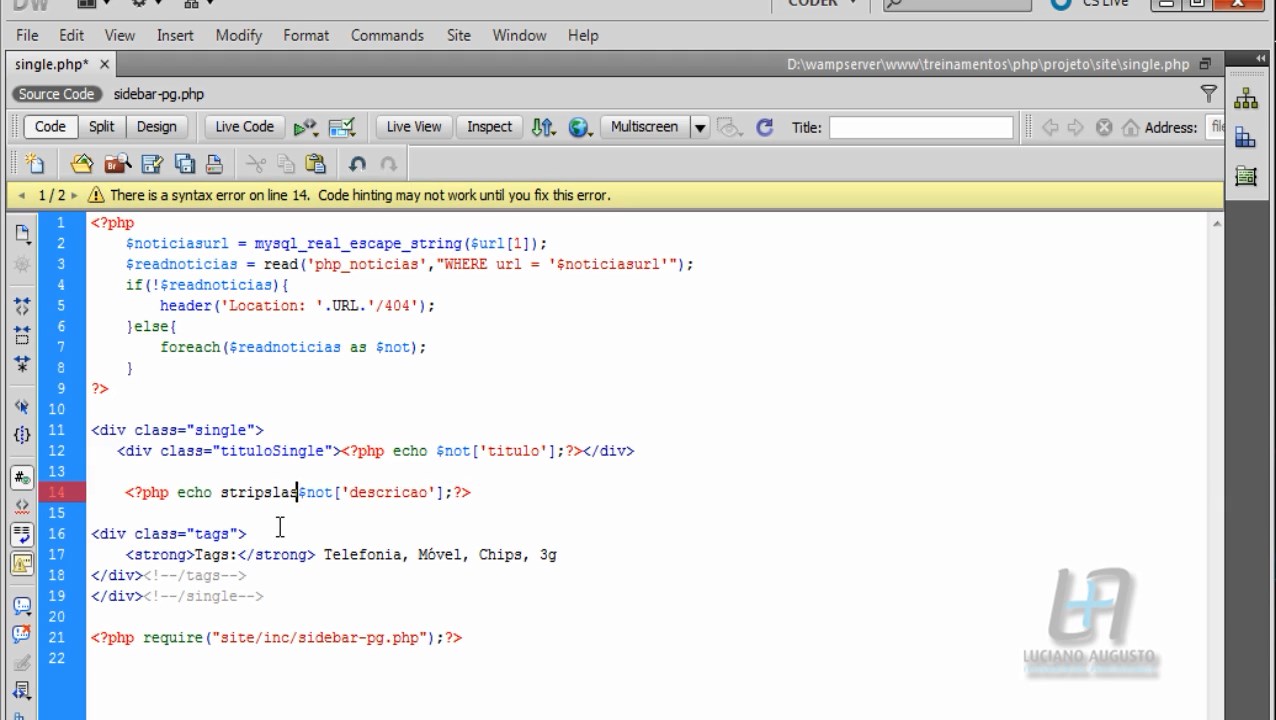 DW CODER CS Live
File Edit View Insert Modify Format Commands Site Window Help
single.php* D:\wampserver\www\treinamentos\php\projeto\site\single.php
Source Code sidebar-pg.php
Code Split Design Live Code Live View Inspect Multiscreen Title: Address:
1 / 2 There is a syntax error on line 14. Code hinting may not work until you fix this error.
1 <?php
2 $noticiasurl = mysql_real_escape_string($url[1]);
3 $readnoticias = read('php_noticias',"WHERE url = '$noticiasurl'");
4 if(!$readnoticias){
5 header('Location: '.URL.'/404');
6 }else{
7 foreach($readnoticias as $not);
8 }
9 ?>
10
11 <div class="single">
12 <div class="tituloSingle"><?php echo $not['titulo'];?></div>
13
14 <?php echo stripslas$not['descricao'];?>
15
16 <div class="tags">
17 <strong>Tags:</strong> Telefonia, Móvel, Chips, 3g
18 </div><!--/tags-->
19 </div><!--/single-->
20
21 <?php require("site/inc/sidebar-pg.php");?>
22
LUCIANO AUGUSTO